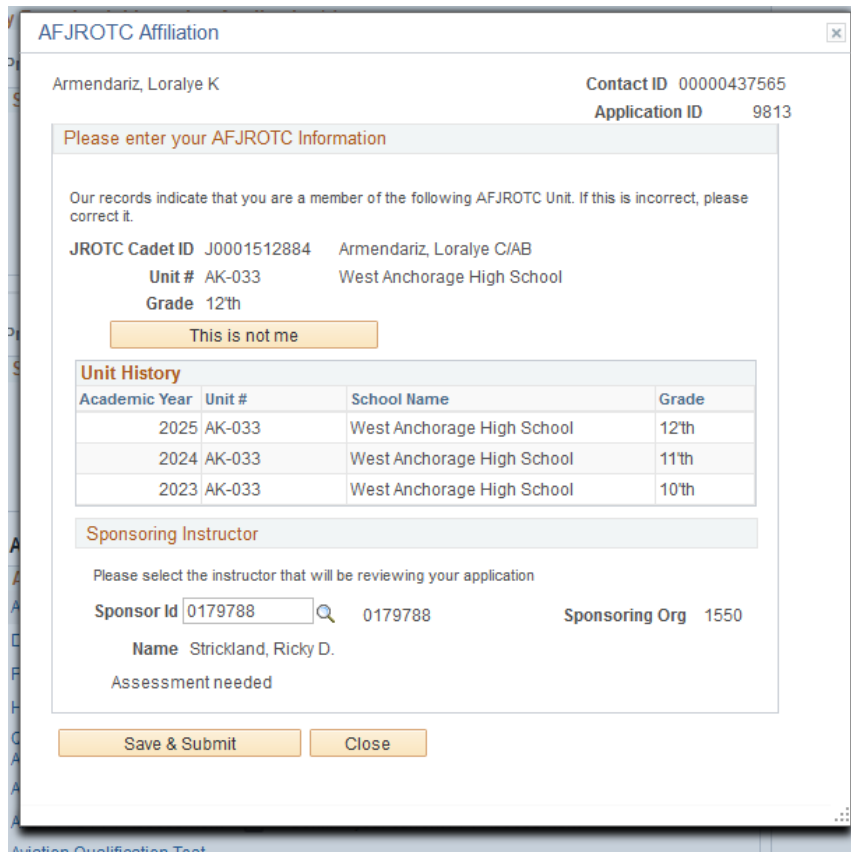 AFJROTC Affiliation
Armendariz, Loralye K
Contact ID 00000437565
Application ID 9813
Please enter your AFJROTC Information
Our records indicate that you are a member of the following AFJROTC Unit. If this is incorrect, please
correct it.
JROTC Cadet ID J0001512884 Armendariz, Loralye C/AB
Unit # AK-033 West Anchorage High School
Grade 12'th
This is not me
Unit History
Academic Year Unit # School Name Grade
2025 AK-033 West Anchorage High School 12'th
2024 AK-033 West Anchorage High School 11'th
2023 AK-033 West Anchorage High School 10'th
Sponsoring Instructor
Please select the instructor that will be reviewing your application
Sponsor Id 0179788 0179788 Sponsoring Org 1550
Name Strickland, Ricky D.
Assessment needed
Save & Submit Close
Aviation Qualification Test